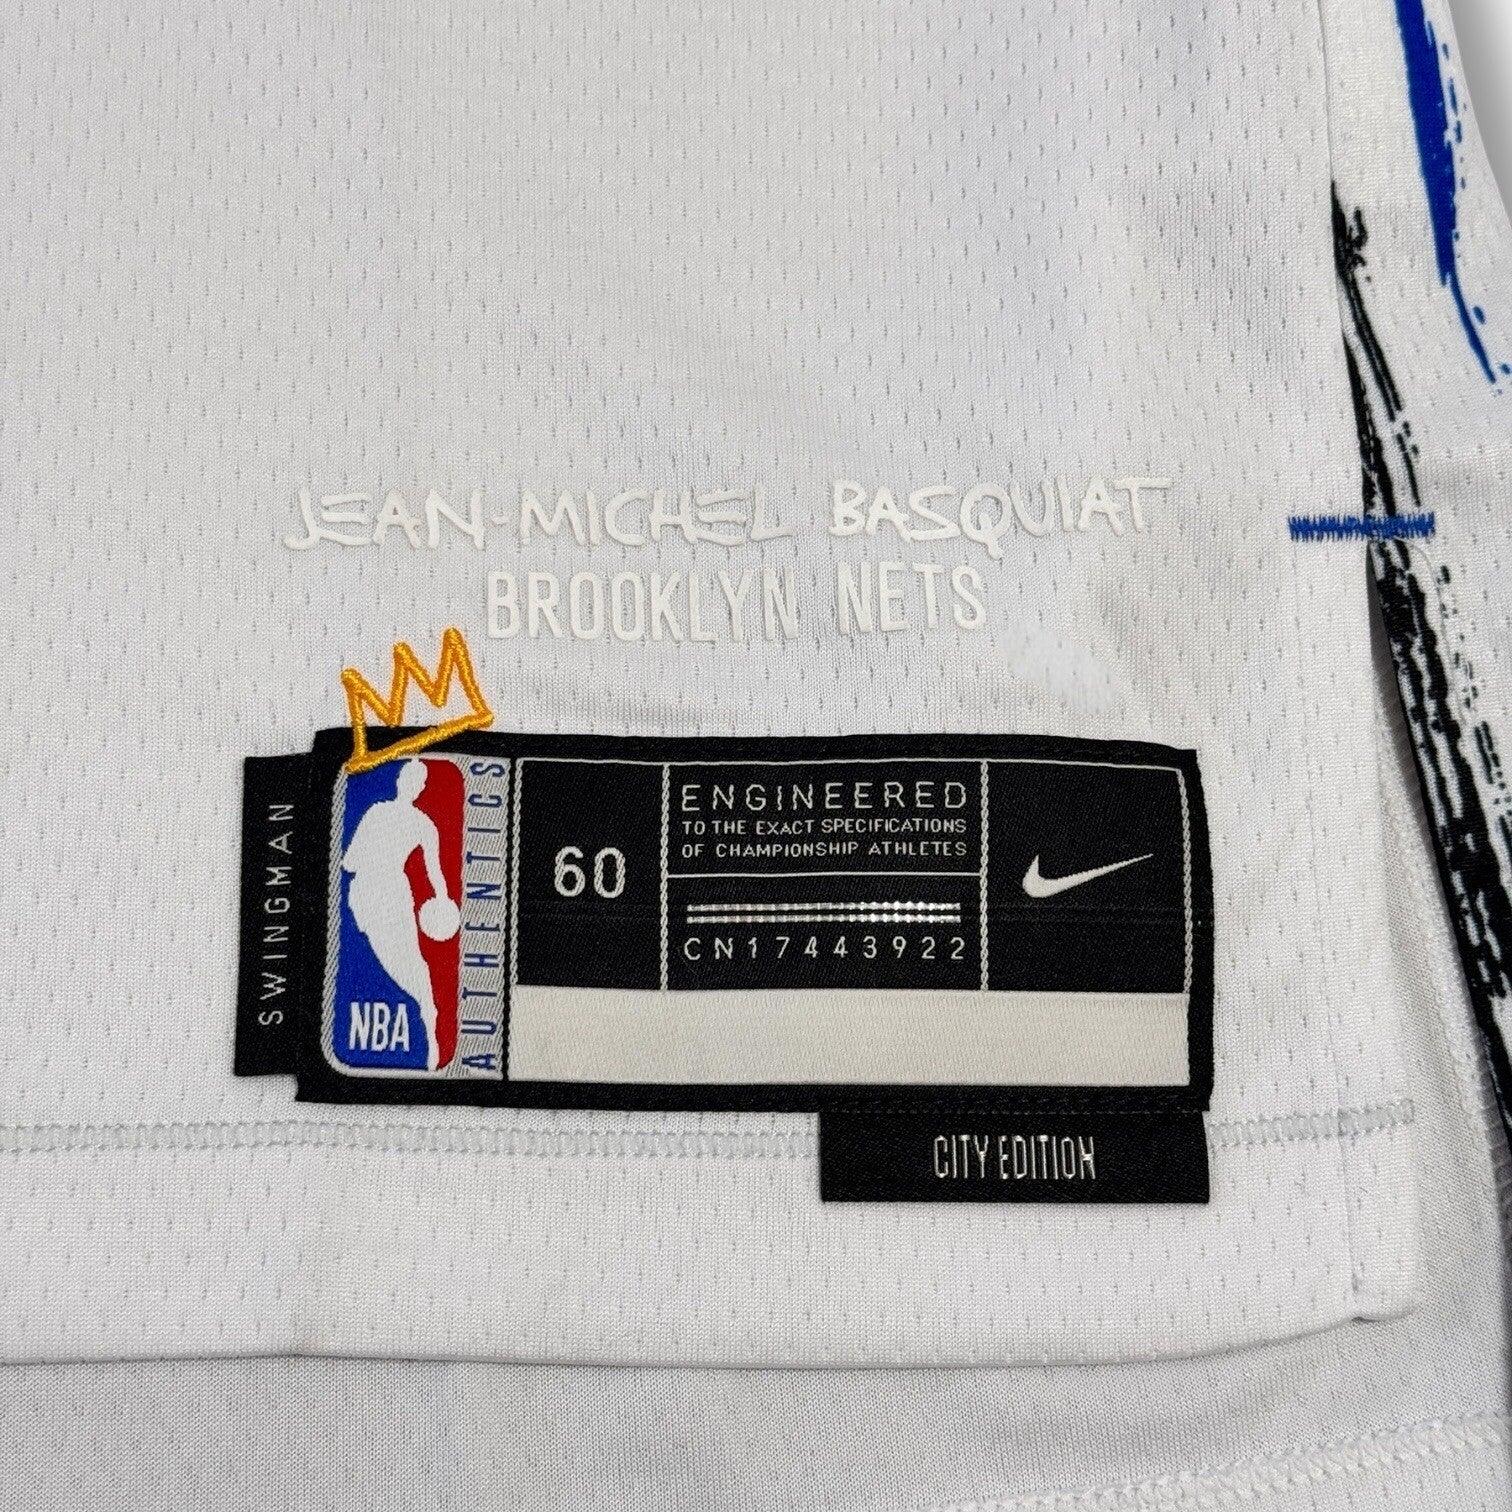 JEAN-MICHEL BASQUIAT
BROOKLYN NETS
SWINGMAN
NBA
AUTHENTICS
60
ENGINEERED
TO THE EXACT SPECIFICATIONS
OF CHAMPIONSHIP ATHLETES
CN17443922
CITY EDITION